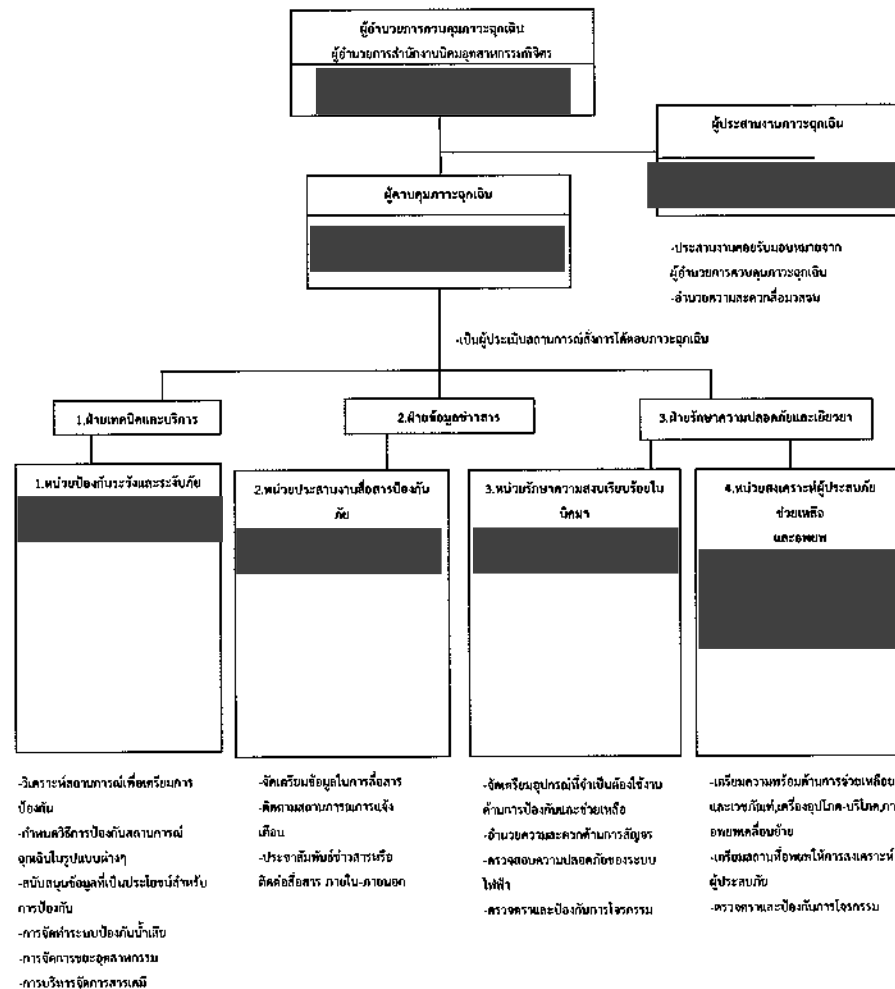 ผู้อำนวยการควบคุมภาวะฉุกเฉิน
ผู้อำนวยการสำนักงานนิคมอุตสาหกรรมพิจิตร
ผู้ประสานงานภาวะฉุกเฉิน
ผู้ควบคุมภาวะฉุกเฉิน
-ประสานงานคอยรับมอบหมายจาก
ผู้อำนวยการควบคุมภาวะฉุกเฉิน
-อำนวยความสะดวกสื่อมวลชน
-เป็นผู้ประเมินสถานการณ์สั่งการโต้ตอบภาวะฉุกเฉิน
1.ฝ่ายเทคนิคและบริการ
2.ฝ่ายข้อมูลข่าวสาร
3.ฝ่ายรักษาความปลอดภัยและเยียวยา
1.หน่วยป้องกันระวังและระงับภัย
2.หน่วยประสานงานสื่อสารป้องกัน
ภัย
3.หน่วยรักษาความสงบเรียบร้อยใน
นิคมฯ
4.หน่วยสงเคราะห์ผู้ประสบภัย
ช่วยเหลือ
และอพยพ
-วิเคราะห์สถานการณ์เพื่อเตรียมการ
ป้องกัน
-กำหนดวิธีการป้องกันสถานการณ์
ฉุกเฉินในรูปแบบต่างๆ
-สนับสนุนข้อมูลที่เป็นประโยชน์สำหรับ
การป้องกัน
-การจัดทำระบบป้องกันน้ำเสีย
-การจัดการขยะอุตสาหกรรม
-การบริหารจัดการสารเคมี
-จัดเตรียมข้อมูลในการสื่อสาร
-ติดตามสถานการณ์การแจ้ง
เตือน
-ประชาสัมพันธ์ข่าวสารหรือ
ติดต่อสื่อสาร ภายใน-ภายนอก
-จัดเตรียมอุปกรณ์ที่จำเป็นต้องใช้งาน
ด้านการป้องกันและช่วยเหลือ
-อำนวยความสะดวกด้านการสัญจร
-ตรวจสอบความปลอดภัยของระบบ
ไฟฟ้า
-ตรวจตราและป้องกันการโจรกรรม
-เตรียมความพร้อมด้านการช่วยเหลือ
และเวชภัณฑ์,เครื่องอุปโภค-บริโภค,กา
อพยพเคลื่อนย้าย
-เตรียมสถานที่อพยพให้การสงเคราะห์
ผู้ประสบภัย
-ตรวจตราและป้องกันการโจรกรรม